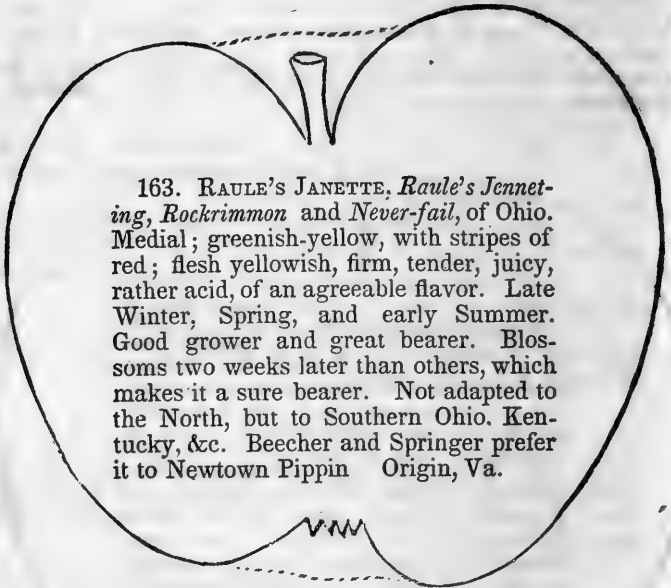 163. RAULE'S JANETTE, Raule's Jennet-
ing, Rockrimmon and Never-fail, of Ohio.
Medial; greenish-yellow, with stripes of
red; flesh yellowish, firm, tender, juicy,
rather acid, of an agreeable flavor. Late
Winter, Spring, and early Summer.
Good grower and great bearer. Blos-
soms two weeks later than others, which
makes it a sure bearer. Not adapted to
the North, but to Southern Ohio. Ken-
tucky, &c. Beecher and Springer prefer
it to Newtown Pippin Origin, Va.